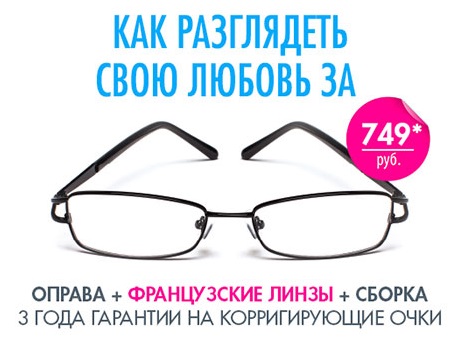 КАК РАЗГЛЯДЕТЬ
СВОЮ ЛЮБОВЬ ЗА
749*
руб.
ОПРАВА + ФРАНЦУЗСКИЕ ЛИНЗЫ + СБОРКА
3 ГОДА ГАРАНТИИ НА КОРРИГИРУЮЩИЕ ОЧКИ